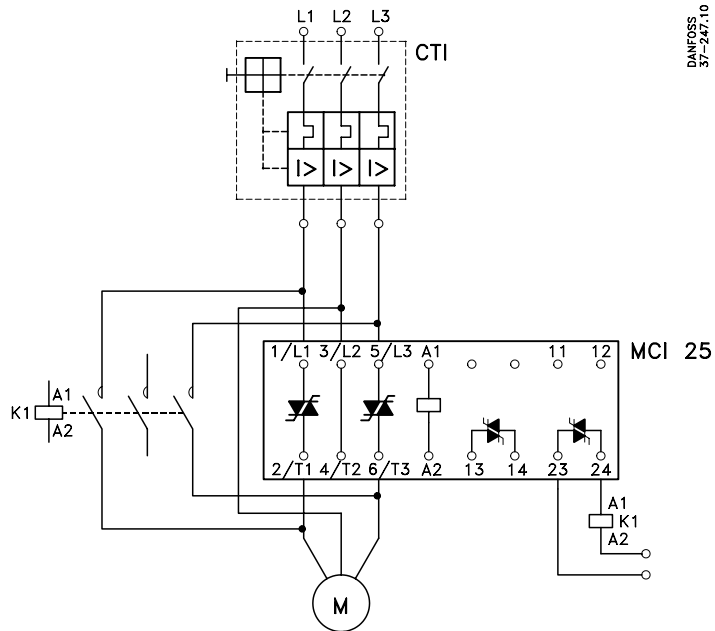 L1 L2 L3
DANFOSS
37-247.10
CTI
I> I> I>
1/L1 3/L2 5/L3 A1 11 12
MCI 25
A1
K1
A2
2/T1 4/T2 6/T3 A2 13 14 23 24
A1
K1
A2
M